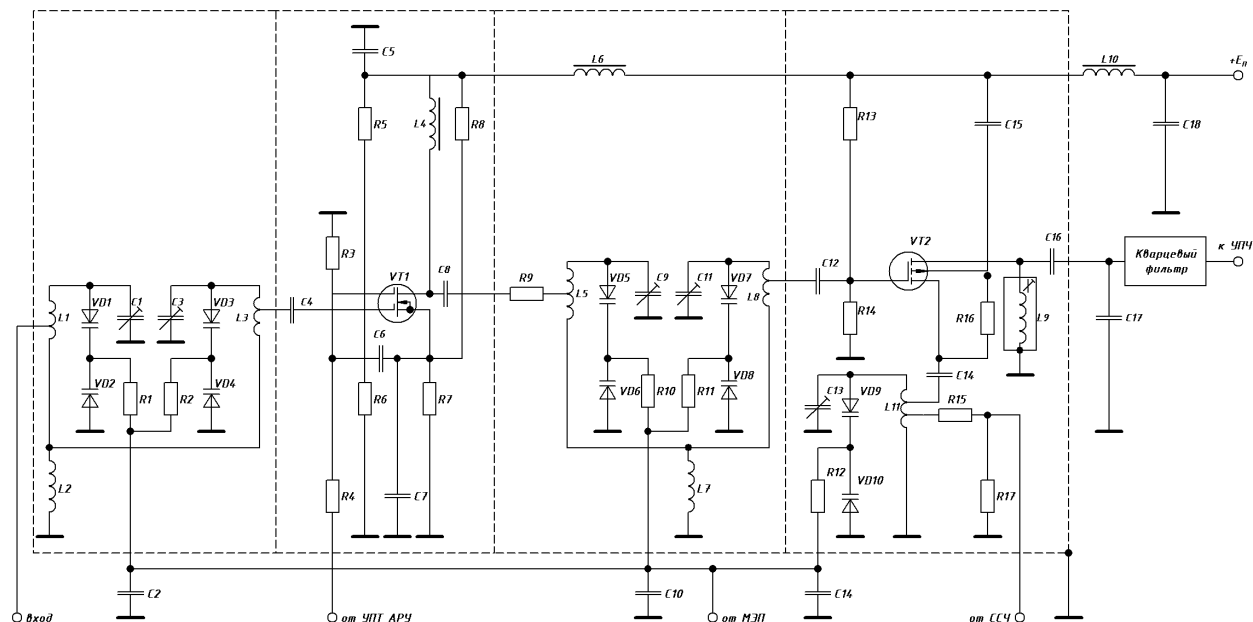 L6
L10
+Eп
C5
R5
L4
R8
R13
C15
C18
R3
VT1
C8
R9
C12
VT2
C16
к УПЧ
Кварцевый
фильтр
L1
VD1
C1
C3
VD3
L3
C4
C6
L5
VD5
C9
C11
VD7
L8
R14
R16
L9
C17
VD2
R1
R2
VD4
R6
R7
VD6
R10
R11
VD8
C13
VD9
L11
C14
R15
L2
R4
C7
L7
R12
VD10
R17
C2
C10
C14
Вход
от УПТ АРУ
от МЭП
от ССЧ